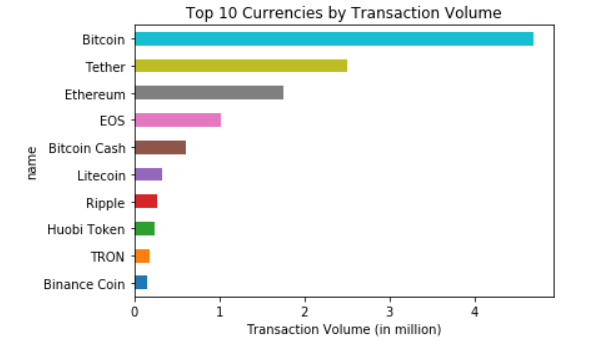 Top 10 Currencies by Transaction Volume
Bitcoin
Tether
Ethereum
EOS
Bitcoin Cash
Litecoin
Ripple
Huobi Token
TRON
Binance Coin
name
0 1 2 3 4
Transaction Volume (in million)